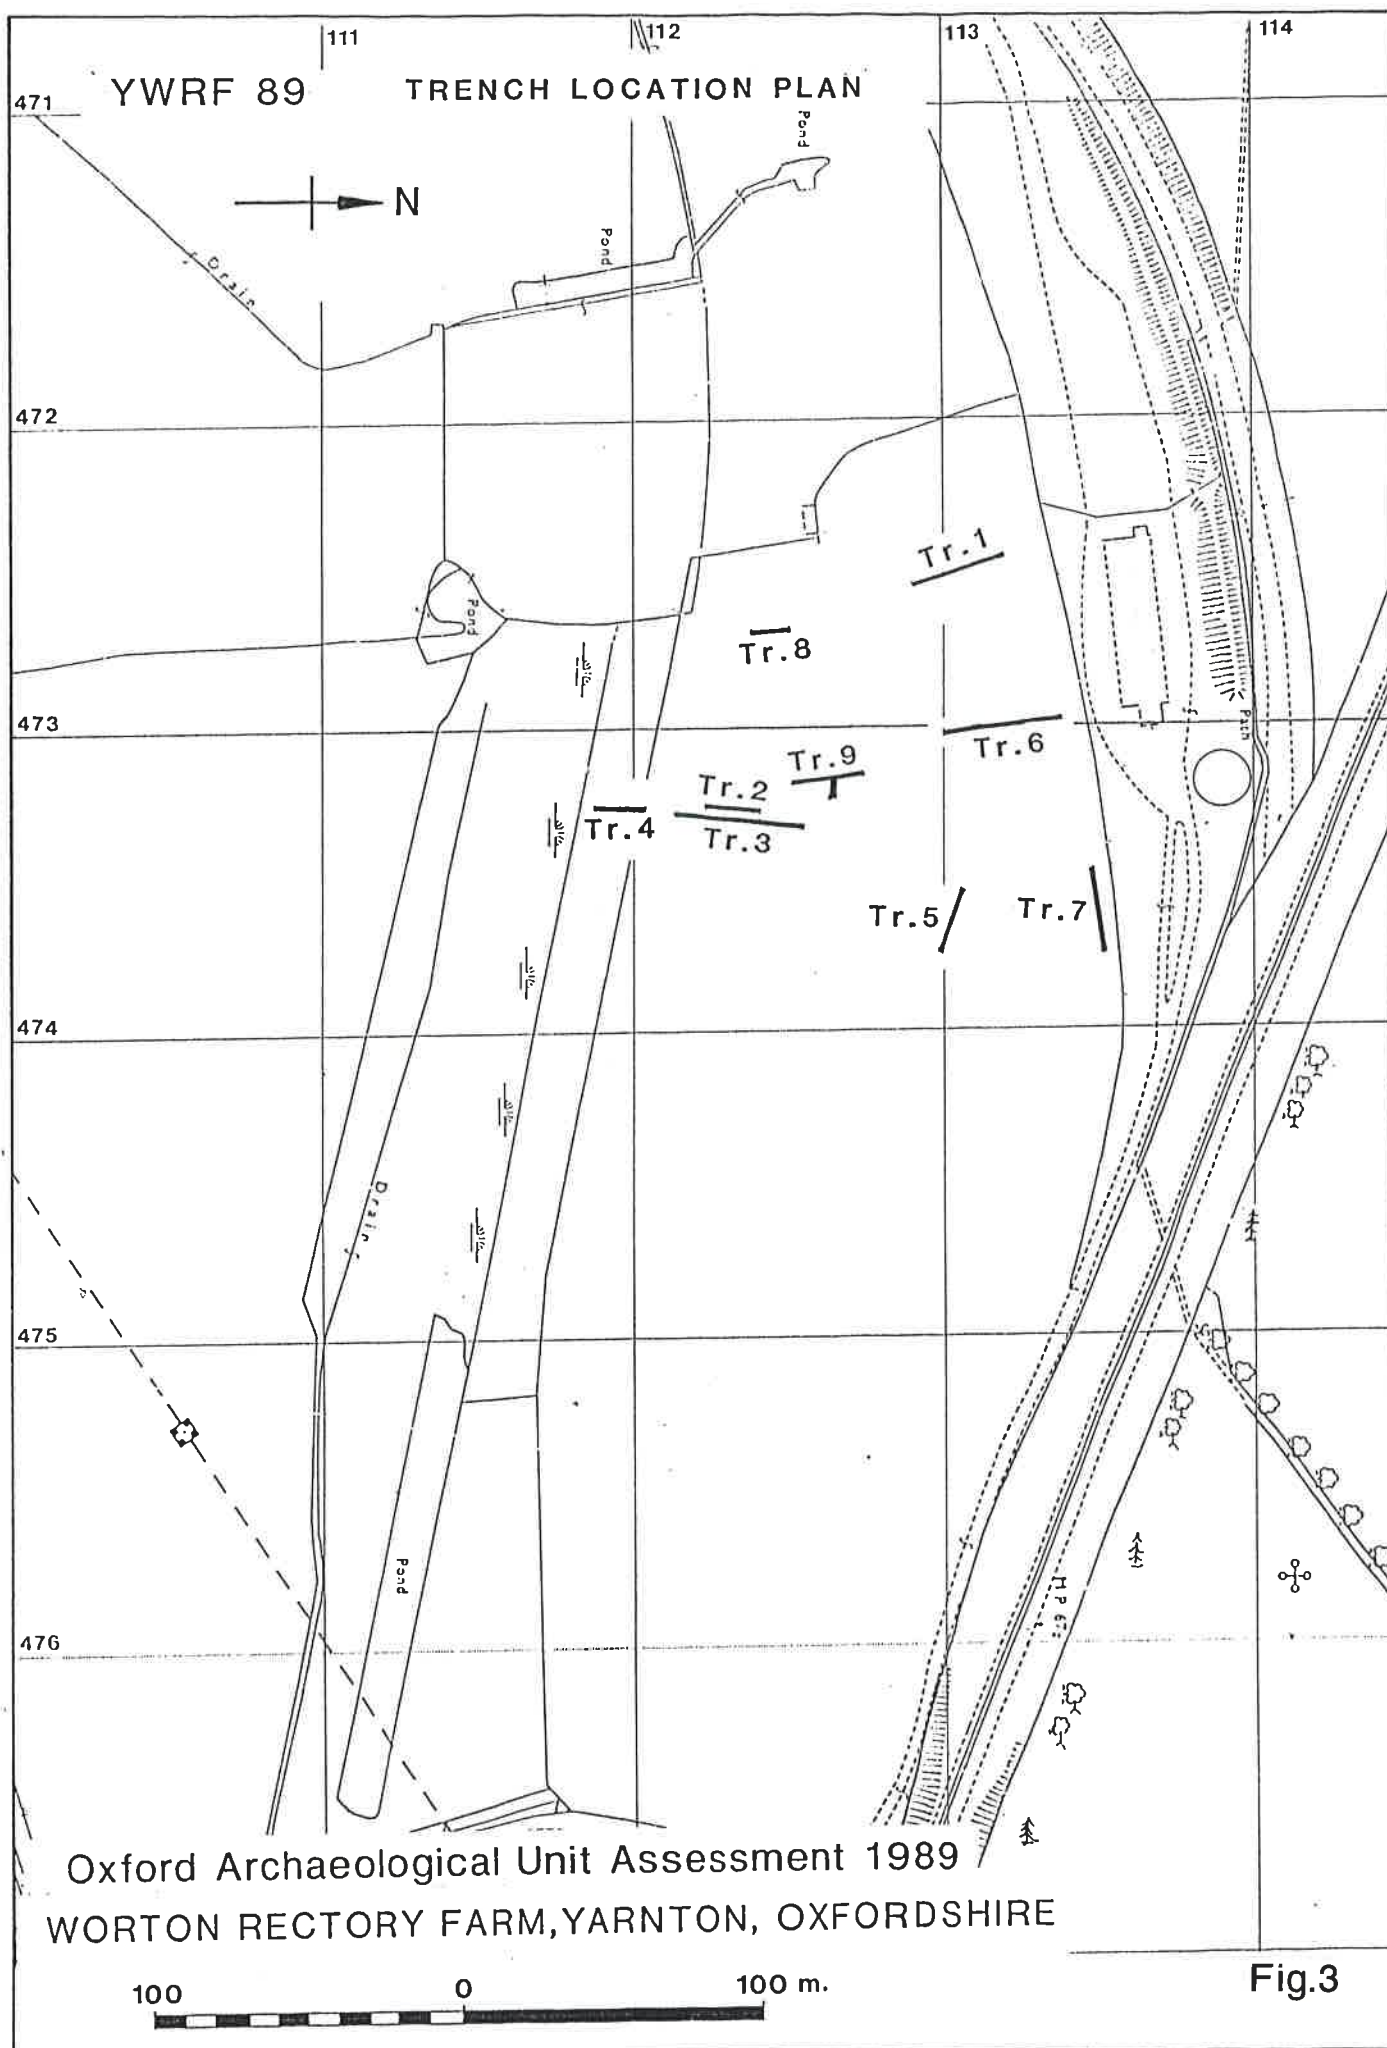 111
112
113
114
YWRF 89 TRENCH LOCATION PLAN
471
Pond
N
Pond
Drain
472
Tr.1
Pond
Tr.8
473
Path
Tr.6
Tr.9
Tr.2
Tr.4
Tr.3
Tr.5
Tr.7
474
Drain
475
Pond
476
Oxford Archaeological Unit Assessment 1989
WORTON RECTORY FARM, YARNTON, OXFORDSHIRE
100 0 100 m.
Fig.3